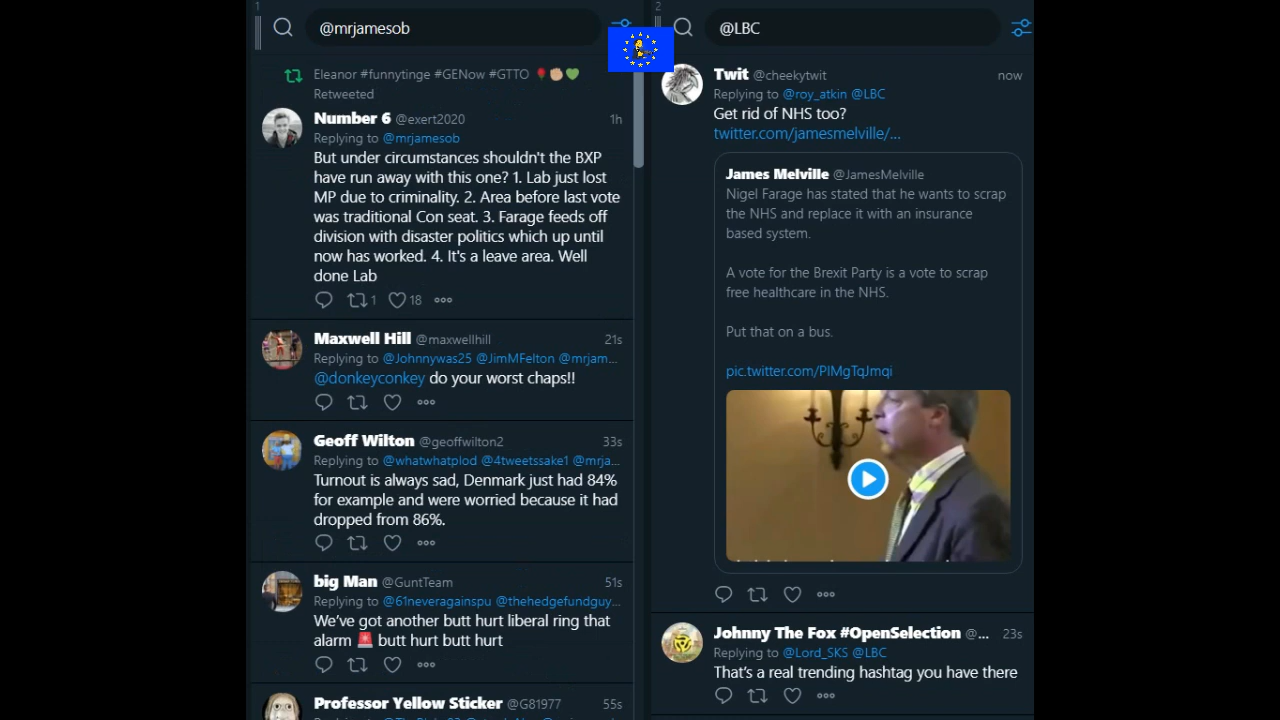 1
@mrjamesob
Eleanor #funnytinge #GENow #GTTO 🌹✊🏼💚
Retweeted
Number 6 @exert2020 1h
Replying to @mrjamesob
But under circumstances shouldn't the BXP
have run away with this one? 1. Lab just lost
MP due to criminality. 2. Area before last vote
was traditional Con seat. 3. Farage feeds off
division with disaster politics which up until
now has worked. 4. It's a leave area. Well
done Lab
1 18
Maxwell Hill @maxwellhill 21s
Replying to @Johnnywas25 @JimMFelton @mrjam...
@donkeyconkey do your worst chaps!!
Geoff Wilton @geoffwilton2 33s
Replying to @whatwhatplod @4tweetssake1 @mrja...
Turnout is always sad, Denmark just had 84%
for example and were worried because it had
dropped from 86%.
big Man @GuntTeam 51s
Replying to @61neveragainspu @thehedgefundguy...
We've got another butt hurt liberal ring that
alarm 🚨 butt hurt butt hurt
Professor Yellow Sticker @G81977 55s
2
@LBC
Twit @cheekytwit now
Replying to @roy_atkin @LBC
Get rid of NHS too?
twitter.com/jamesmelville/...
James Melville @JamesMelville
Nigel Farage has stated that he wants to scrap
the NHS and replace it with an insurance
based system.
A vote for the Brexit Party is a vote to scrap
free healthcare in the NHS.
Put that on a bus.
pic.twitter.com/PlMgTqJmqi
Johnny The Fox #OpenSelection @... 23s
Replying to @Lord_SKS @LBC
That's a real trending hashtag you have there